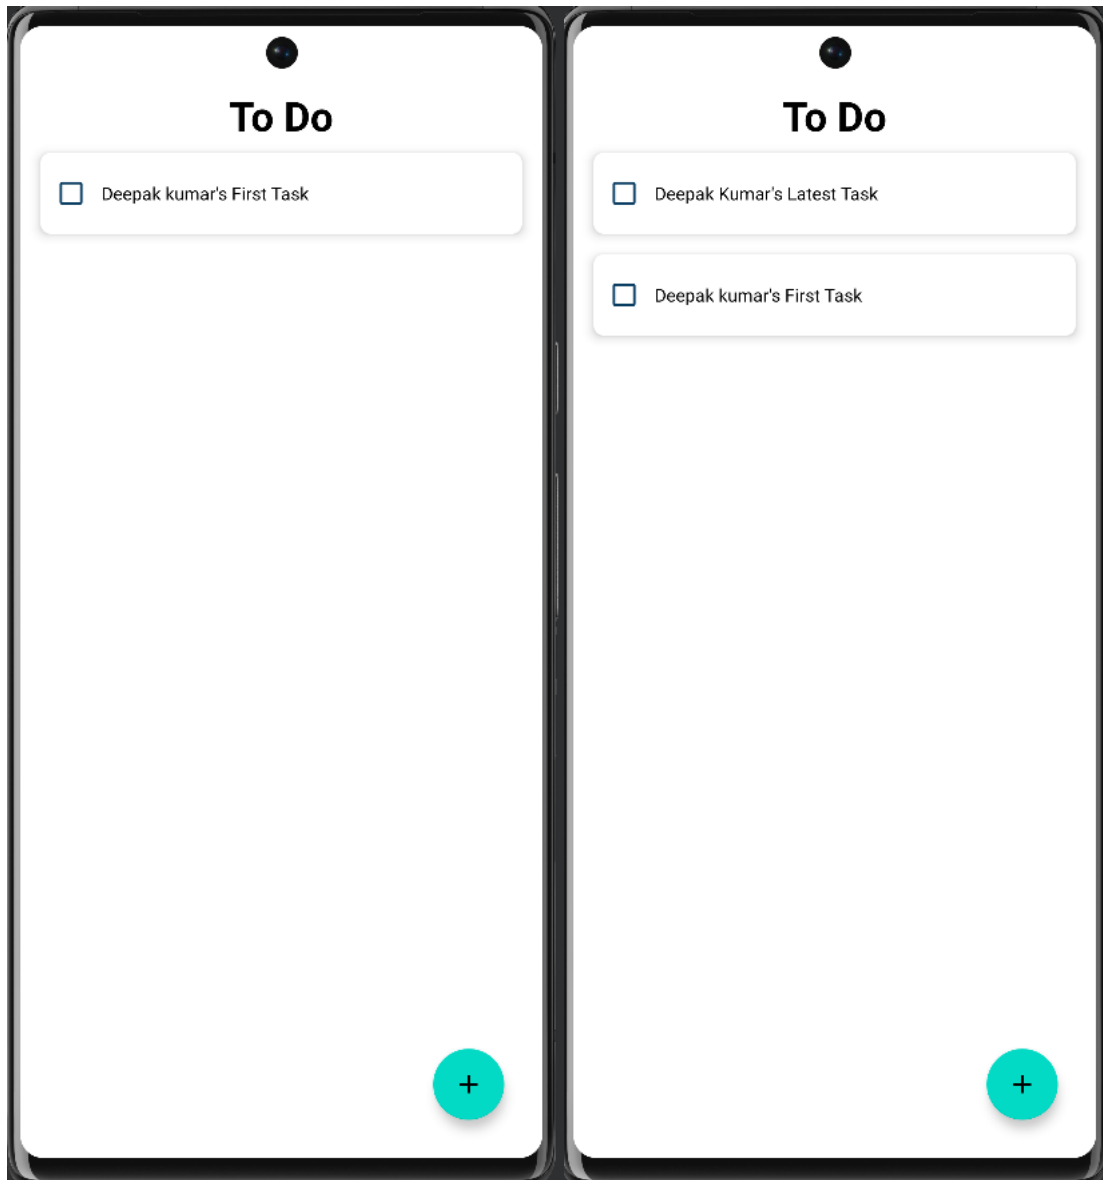 To Do
Deepak kumar's First Task
+
To Do
Deepak Kumar's Latest Task
Deepak kumar's First Task
+